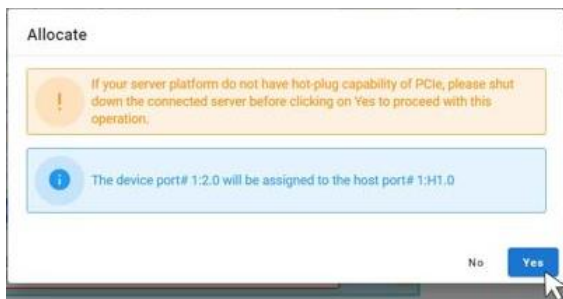 Allocate
!
If your server platform do not have hot-plug capability of PCIe, please shut
down the connected server before clicking on Yes to proceed with this
operation.
i
The device port# 1:2.0 will be assigned to the host port# 1:H1.0
No Yes